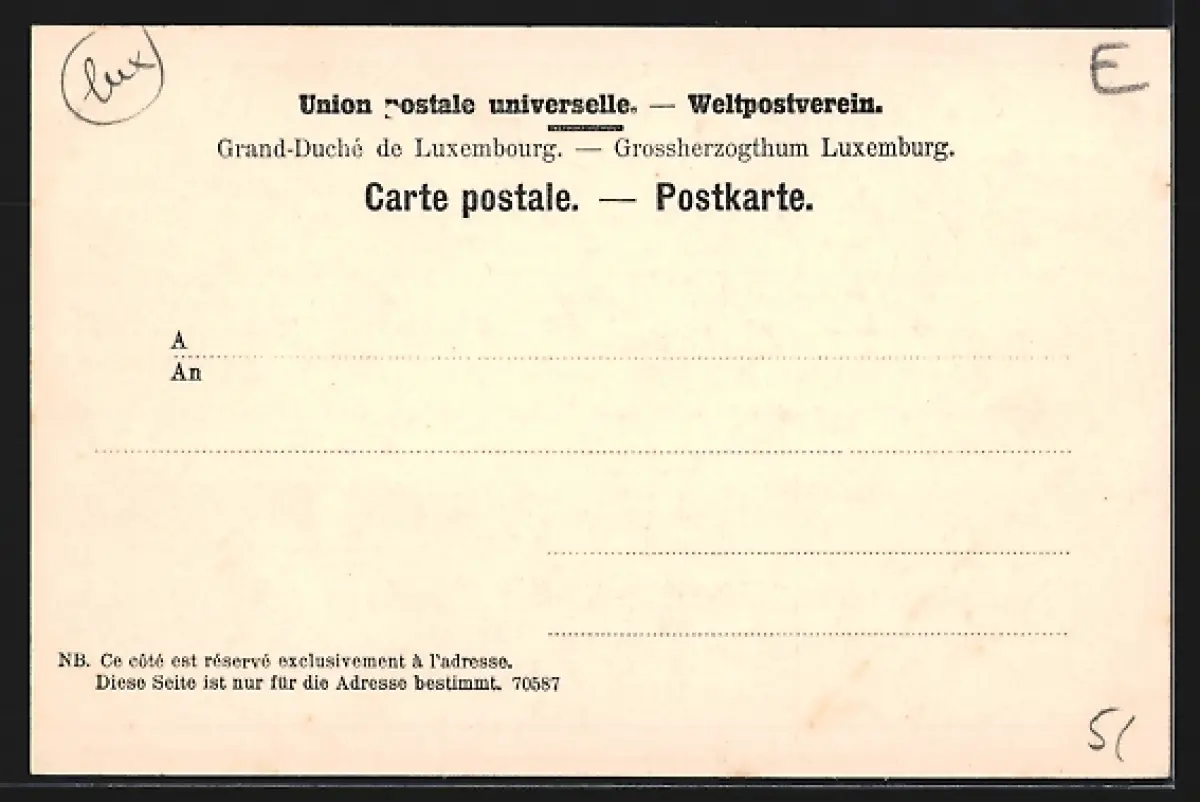 lux
E
Union postale universelle. — Weltpostverein.
Grand-Duché de Luxembourg. — Grossherzogthum Luxemburg.
Carte postale. — Postkarte.
A
An
NB. Ce côté est réservé exclusivement à l'adresse.
Diese Seite ist nur für die Adresse bestimmt. 70587